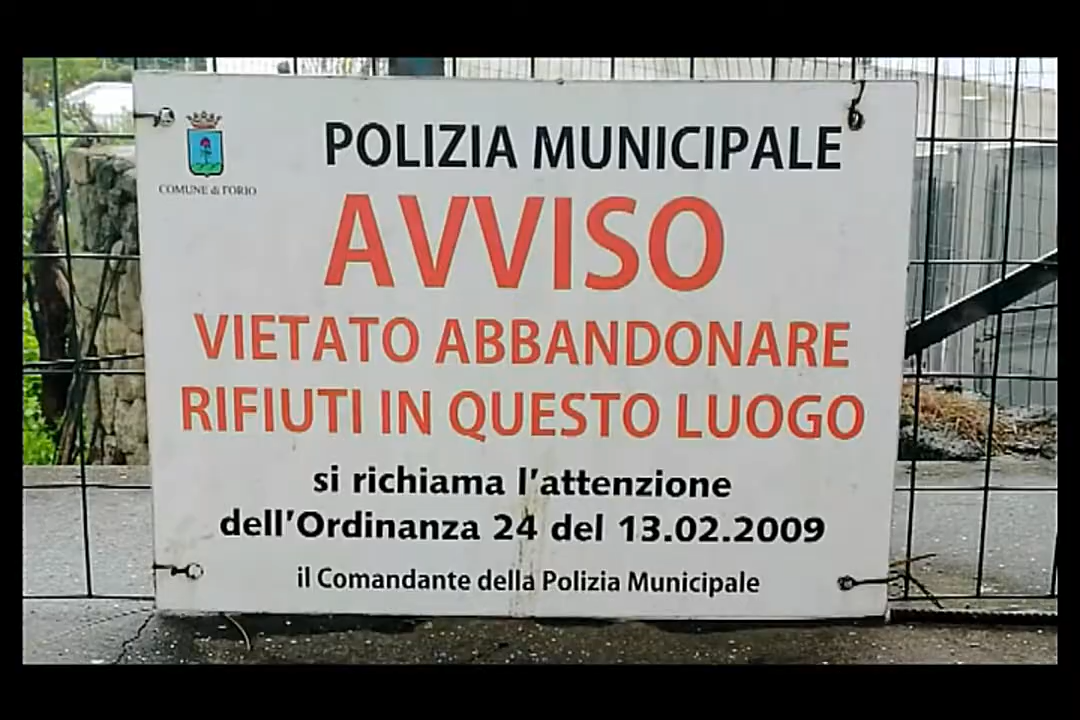 POLIZIA MUNICIPALE
COMUNE di FORIO
AVVISO
VIETATO ABBANDONARE
RIFIUTI IN QUESTO LUOGO
si richiama l'attenzione
dell'Ordinanza 24 del 13.02.2009
il Comandante della Polizia Municipale